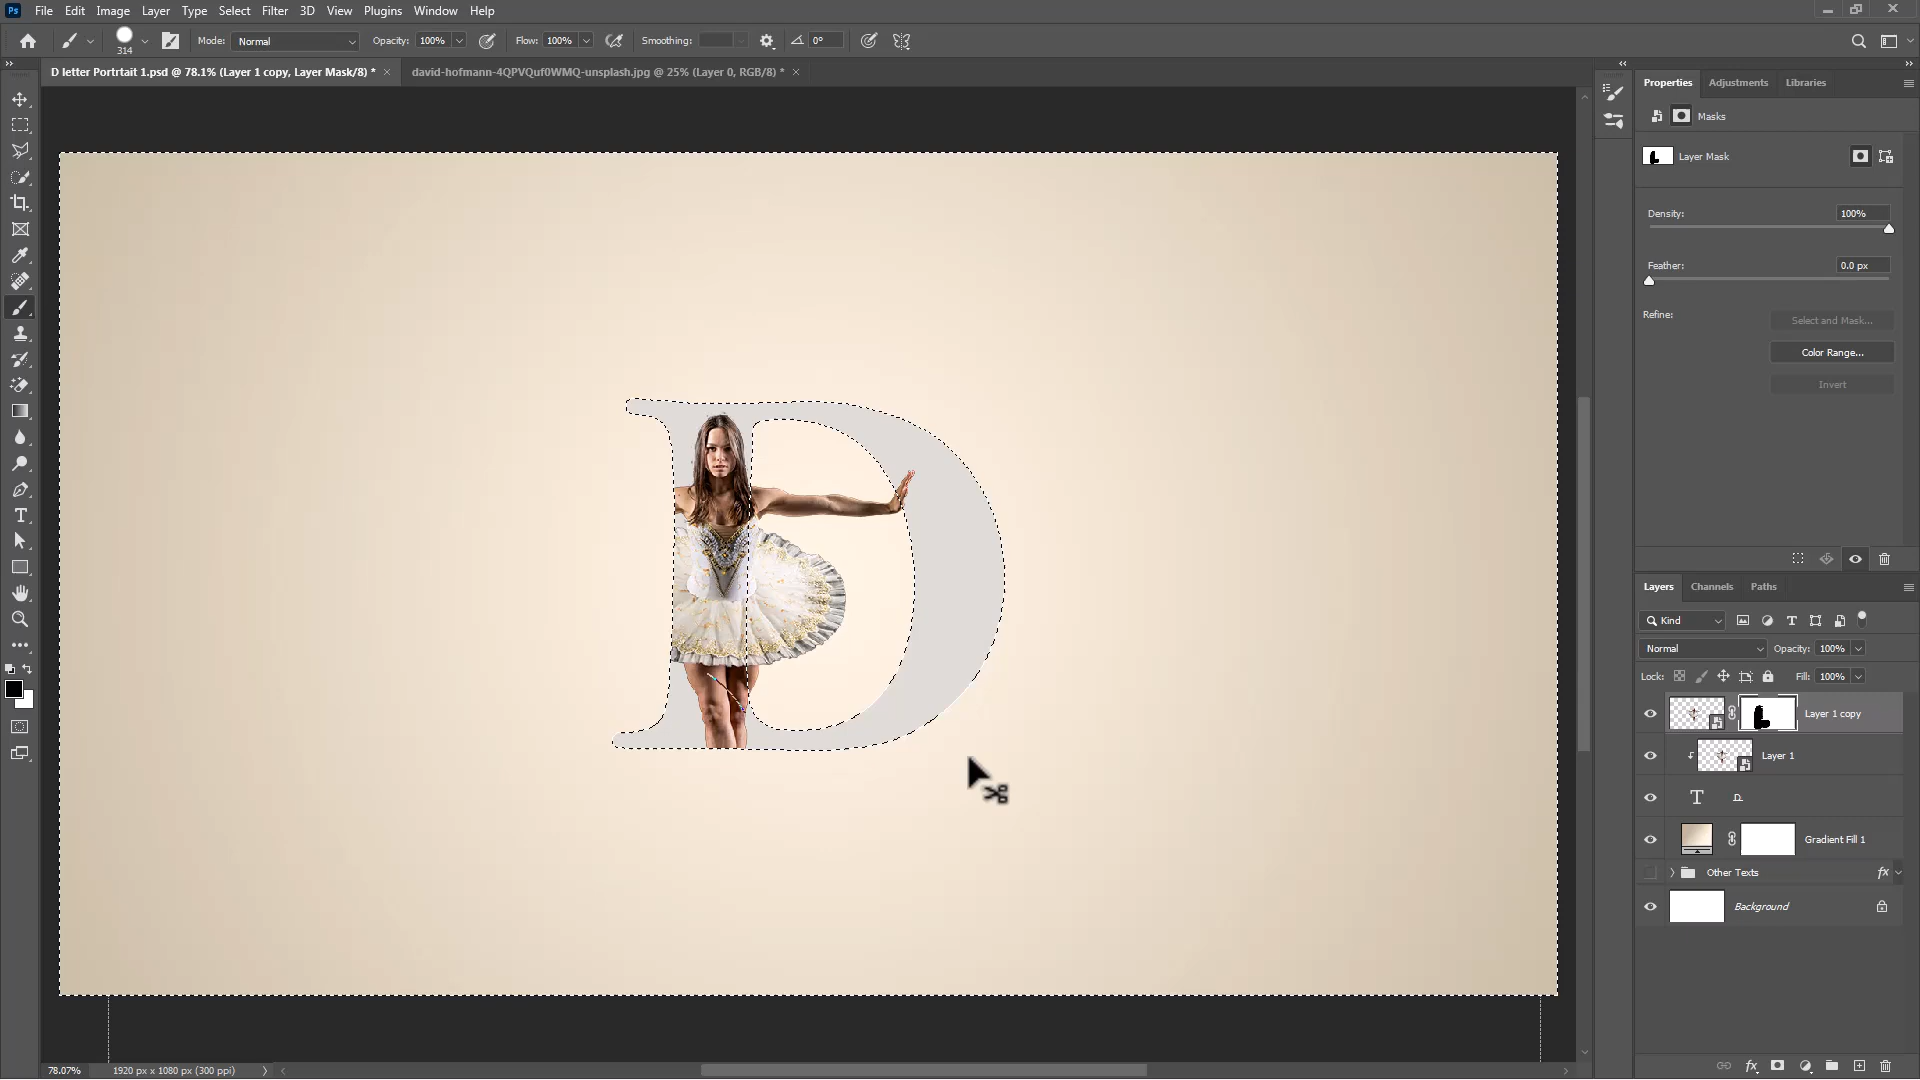 Ps File Edit Image Layer Type Select Filter 3D View Plugins Window Help
314 Mode: Normal Opacity: 100% Flow: 100% Smoothing: 0°
D letter Portrtait 1.psd @ 78.1% (Layer 1 copy, Layer Mask/8) * × david-hofmann-4QPVQuf0WMQ-unsplash.jpg @ 25% (Layer 0, RGB/8) * ×
Properties Adjustments Libraries
Masks
Layer Mask
Density: 100%
Feather: 0.0 px
Refine: Select and Mask...
Color Range...
Invert
D
Layers Channels Paths
Kind
Normal Opacity: 100%
Lock: Fill: 100%
Layer 1 copy
Layer 1
T D
Gradient Fill 1
Other Texts fx
Background
78.07% 1920 px x 1080 px (300 ppi)
fx